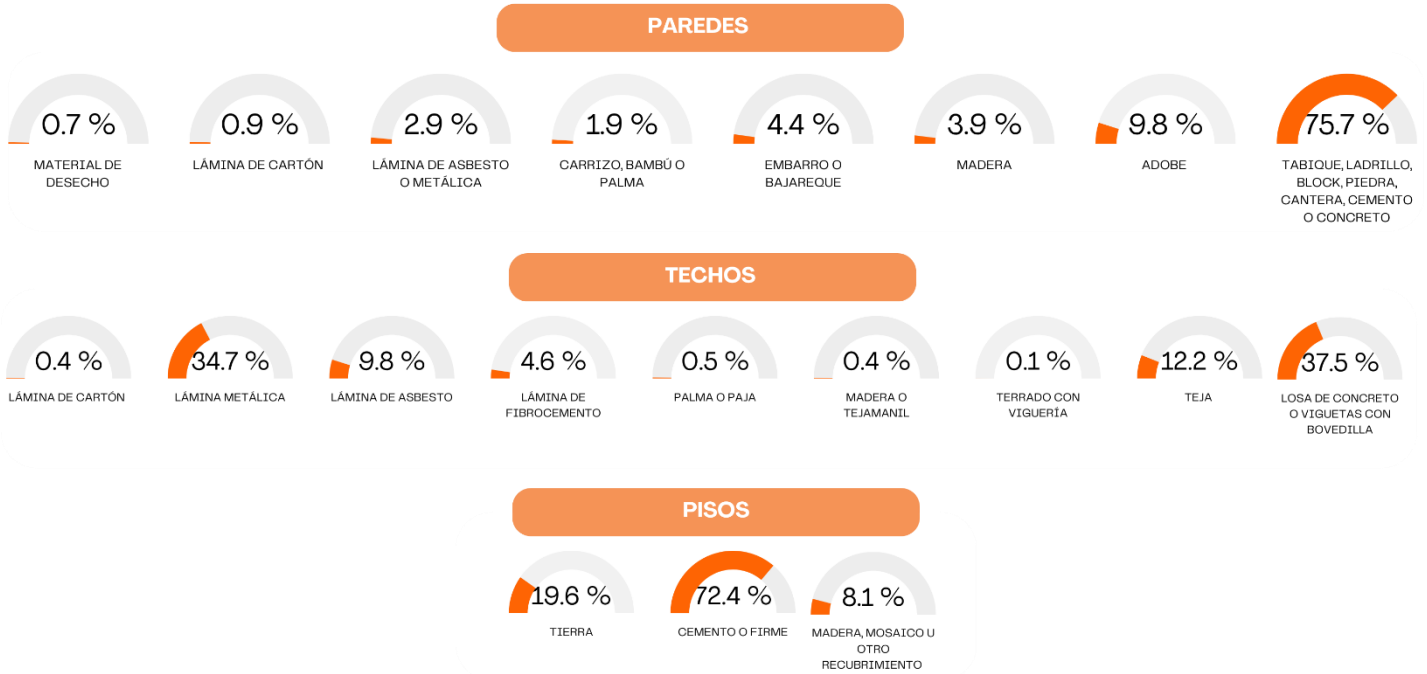 PAREDES
0.7 %
MATERIAL DE
DESECHO
0.9 %
LÁMINA DE CARTÓN
2.9 %
LÁMINA DE ASBESTO
O METÁLICA
1.9 %
CARRIZO, BAMBÚ O
PALMA
4.4 %
EMBARRO O
BAJAREQUE
3.9 %
MADERA
9.8 %
ADOBE
75.7 %
TABIQUE, LADRILLO,
BLOCK, PIEDRA,
CANTERA, CEMENTO
O CONCRETO
TECHOS
0.4 %
LÁMINA DE CARTÓN
34.7 %
LÁMINA METÁLICA
9.8 %
LÁMINA DE ASBESTO
4.6 %
LÁMINA DE
FIBROCEMENTO
0.5 %
PALMA O PAJA
0.4 %
MADERA O
TEJAMANIL
0.1 %
TERRADO CON
VIGUERÍA
12.2 %
TEJA
37.5 %
LOSA DE CONCRETO
O VIGUETAS CON
BOVEDILLA
PISOS
19.6 %
TIERRA
72.4 %
CEMENTO O FIRME
8.1 %
MADERA, MOSAICO U
OTRO
RECUBRIMIENTO